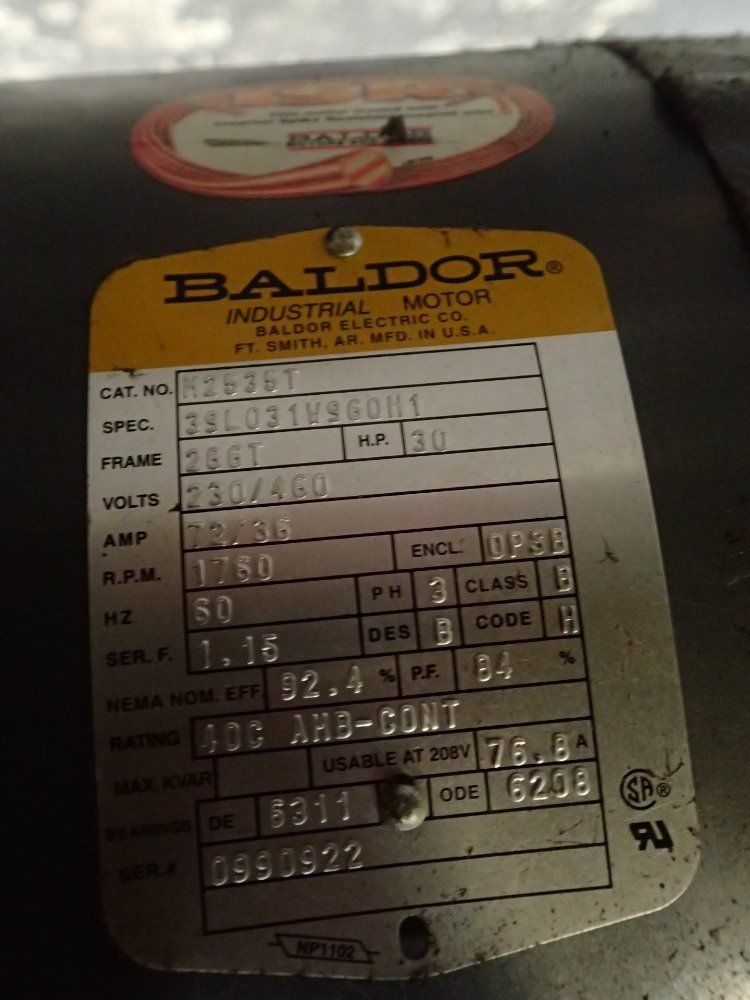 BALDOR
BALDOR®
INDUSTRIAL MOTOR
BALDOR ELECTRIC CO.
FT. SMITH, AR. MFD. IN U.S.A.
CAT. NO. M2535T
SPEC. 39L031W960H1
FRAME 286T H.P. 30
VOLTS 230/460
AMP 72/36
R.P.M. 1760 ENCL. OPSB
HZ 60 PH 3 CLASS B
SER. F. 1.15 DES B CODE H
NEMA NOM. EFF. 92.4 % P.F. 84 %
RATING 40C AMB-CONT
MAX. KVAR USABLE AT 208V 76.8 A
BEARINGS DE 6311 ODE 6208
SER.# 0990922
SA®
NP1102